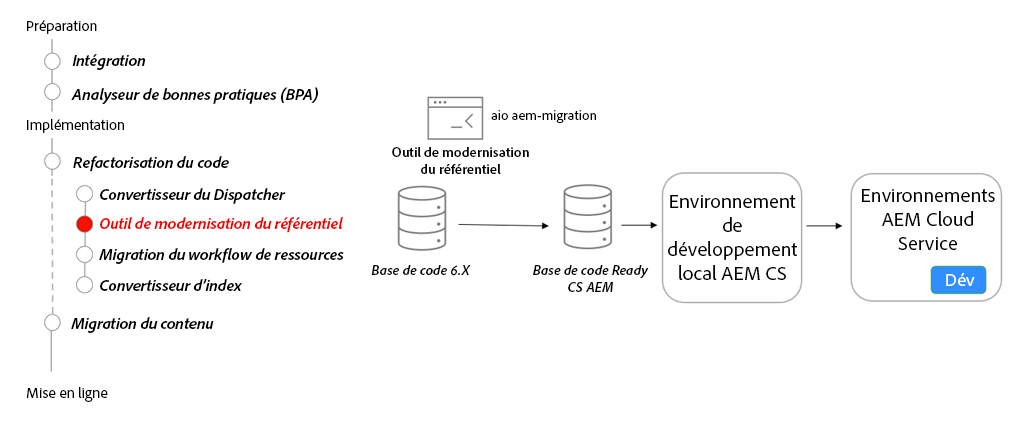 Préparation
Intégration
Analyseur de bonnes pratiques (BPA)
Implémentation
Refactorisation du code
Convertisseur du Dispatcher
Outil de modernisation du référentiel
Migration du workflow de ressources
Convertisseur d'index
Migration du contenu
Mise en ligne
aio aem-migration
Outil de modernisation
du référentiel
Base de code 6.X
Base de code Ready
CS AEM
Environnement
de
développement
local AEM CS
Environnements
AEM Cloud
Service
Dév